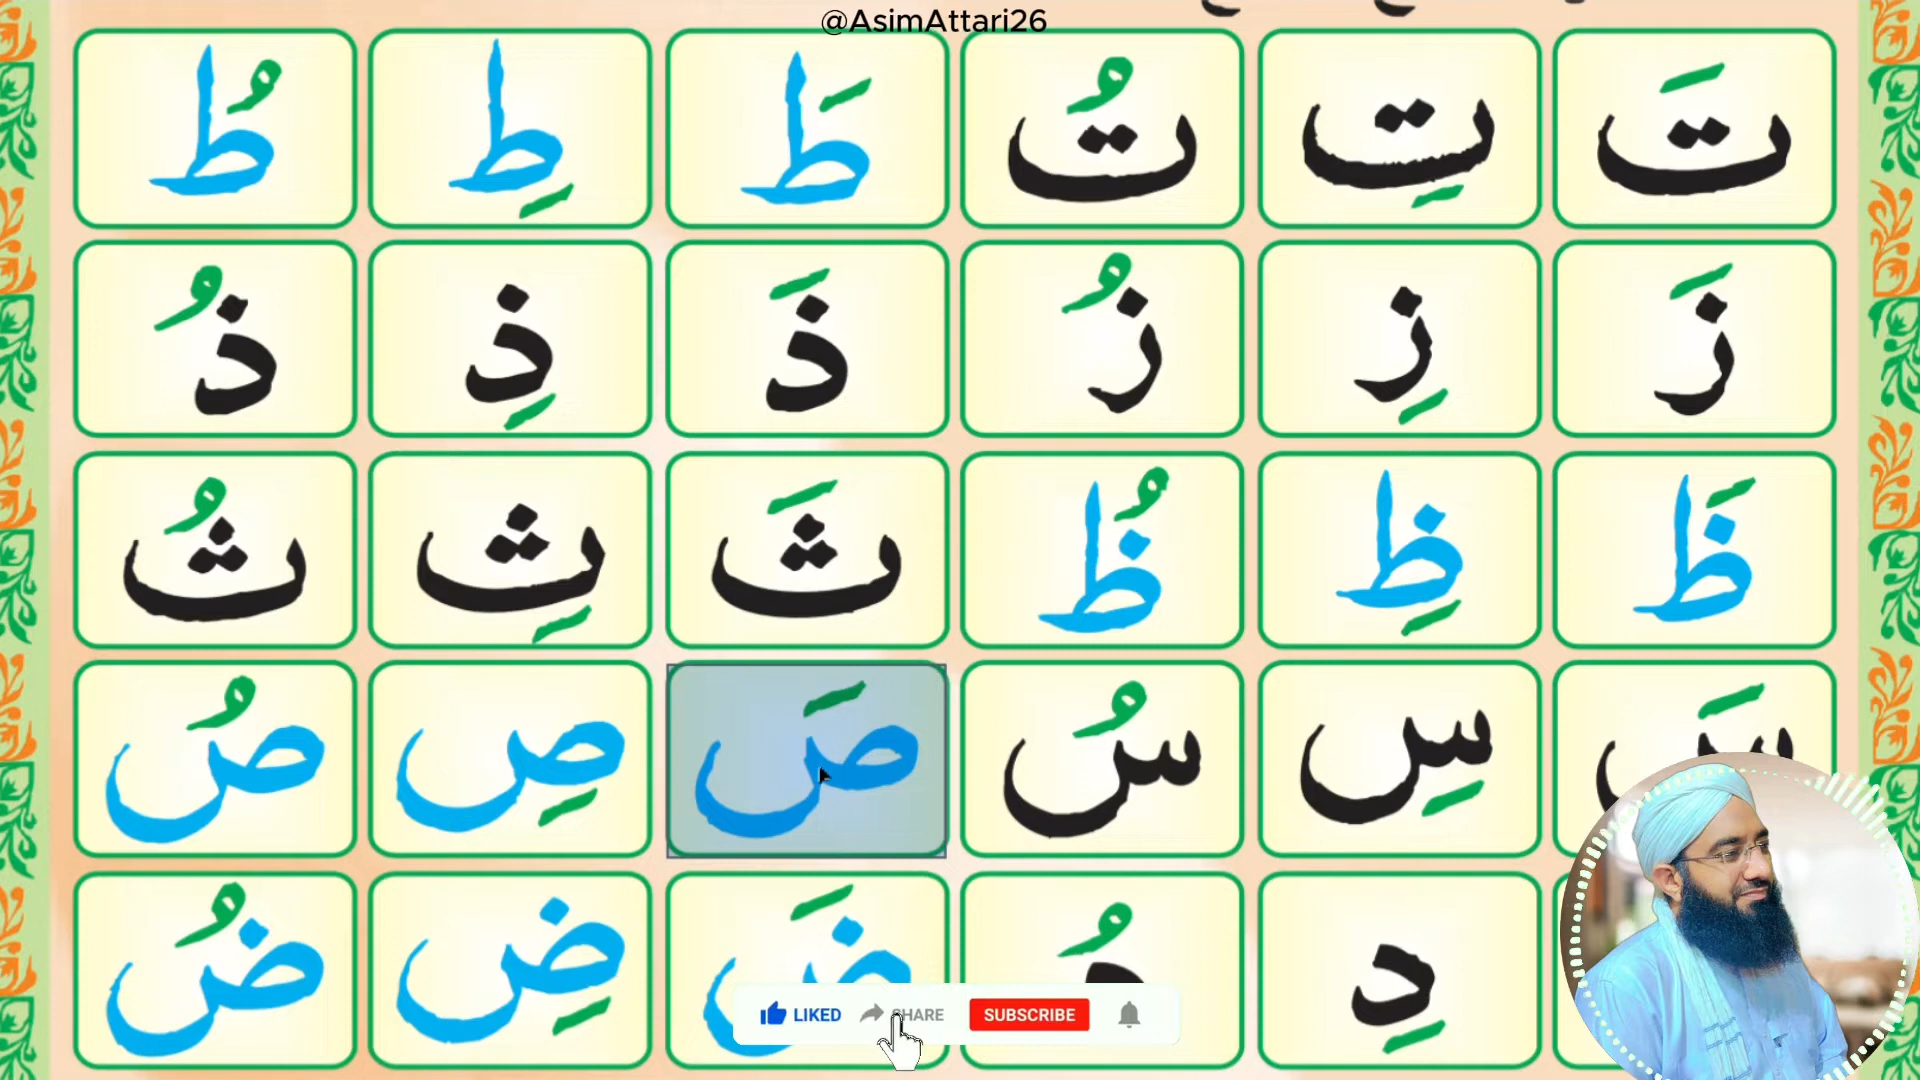 @AsimAttari26
تَ تِ تُ طَ طِ طُ
زَ زِ زُ ذَ ذِ ذُ
ظَ ظِ ظُ ثَ ثِ ثُ
سَ سِ سُ صَ صِ صُ
دِ دُ ضَ ضِ ضُ
LIKED SHARE SUBSCRIBE